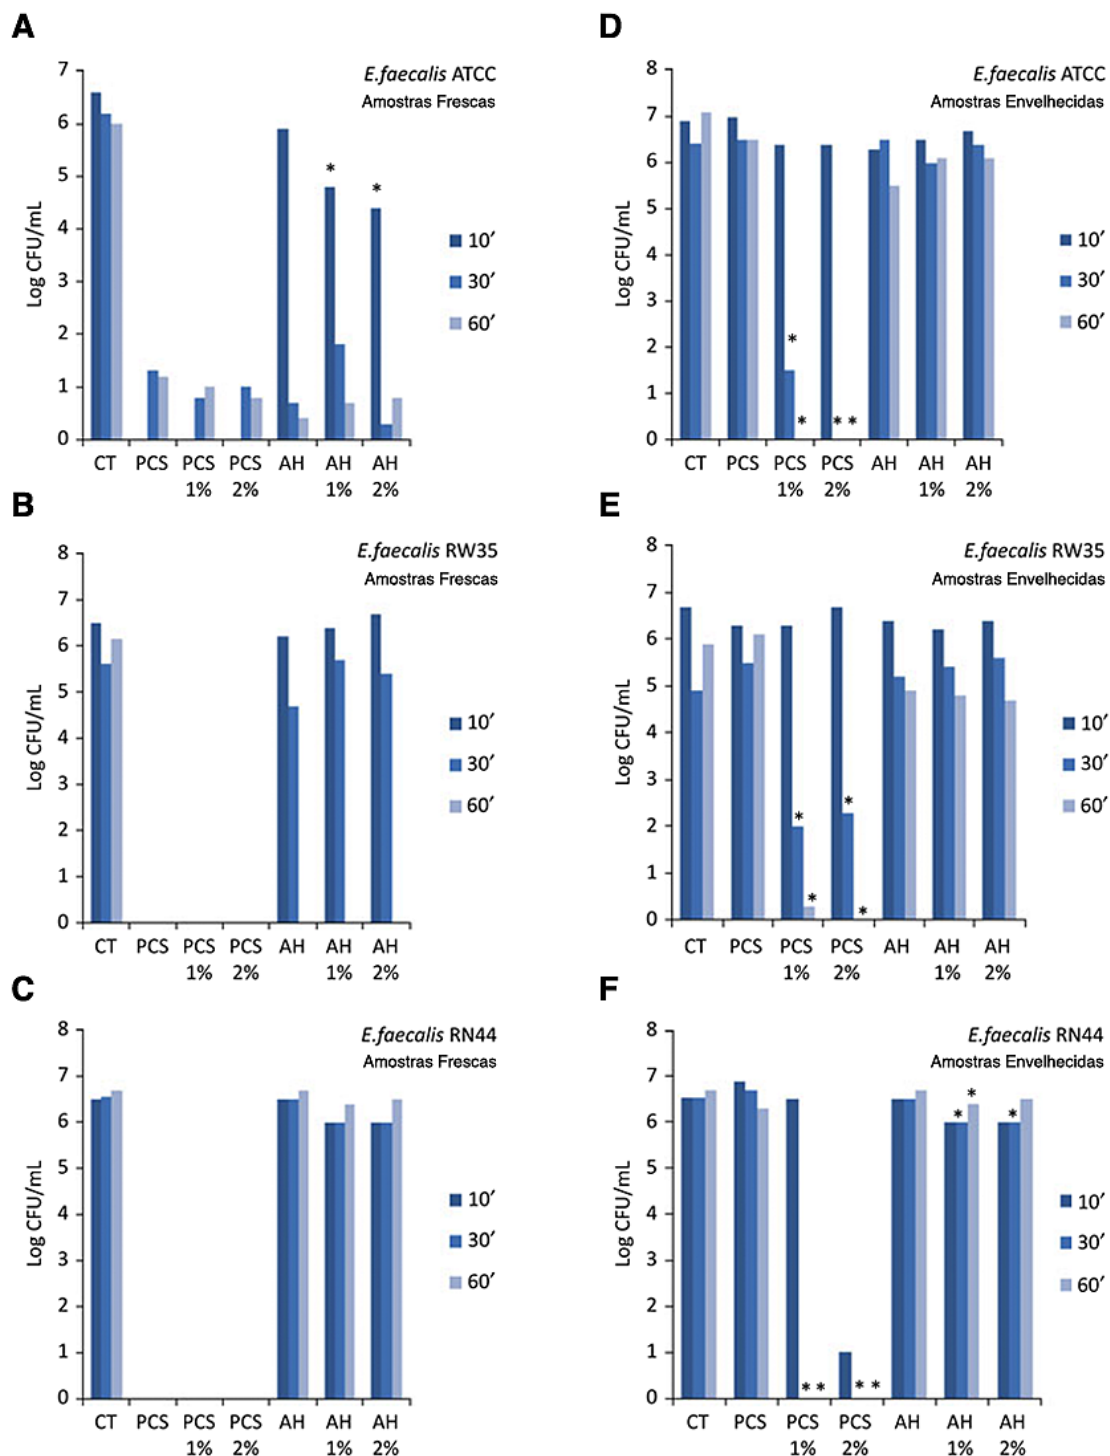 A
E.faecalis ATCC
Amostras Frescas
Log CFU/mL
7
6
5
4
3
2
1
0
*
*
10′
30′
60′
CT PCS PCS 1% PCS 2% AH AH 1% AH 2%
B
E.faecalis RW35
Amostras Frescas
Log CFU/mL
8
7
6
5
4
3
2
1
0
10′
30′
60′
CT PCS PCS 1% PCS 2% AH AH 1% AH 2%
C
E.faecalis RN44
Amostras Frescas
Log CFU/mL
8
7
6
5
4
3
2
1
0
10′
30′
60′
CT PCS PCS 1% PCS 2% AH AH 1% AH 2%
D
E.faecalis ATCC
Amostras Envelhecidas
Log CFU/mL
8
7
6
5
4
3
2
1
0
*
*
* *
10′
30′
60′
CT PCS PCS 1% PCS 2% AH AH 1% AH 2%
E
E.faecalis RW35
Amostras Envelhecidas
Log CFU/mL
8
7
6
5
4
3
2
1
0
*
*
*
*
10′
30′
60′
CT PCS PCS 1% PCS 2% AH AH 1% AH 2%
F
E.faecalis RN44
Amostras Envelhecidas
Log CFU/mL
8
7
6
5
4
3
2
1
0
* *
* *
*
*
*
10′
30′
60′
CT PCS PCS 1% PCS 2% AH AH 1% AH 2%